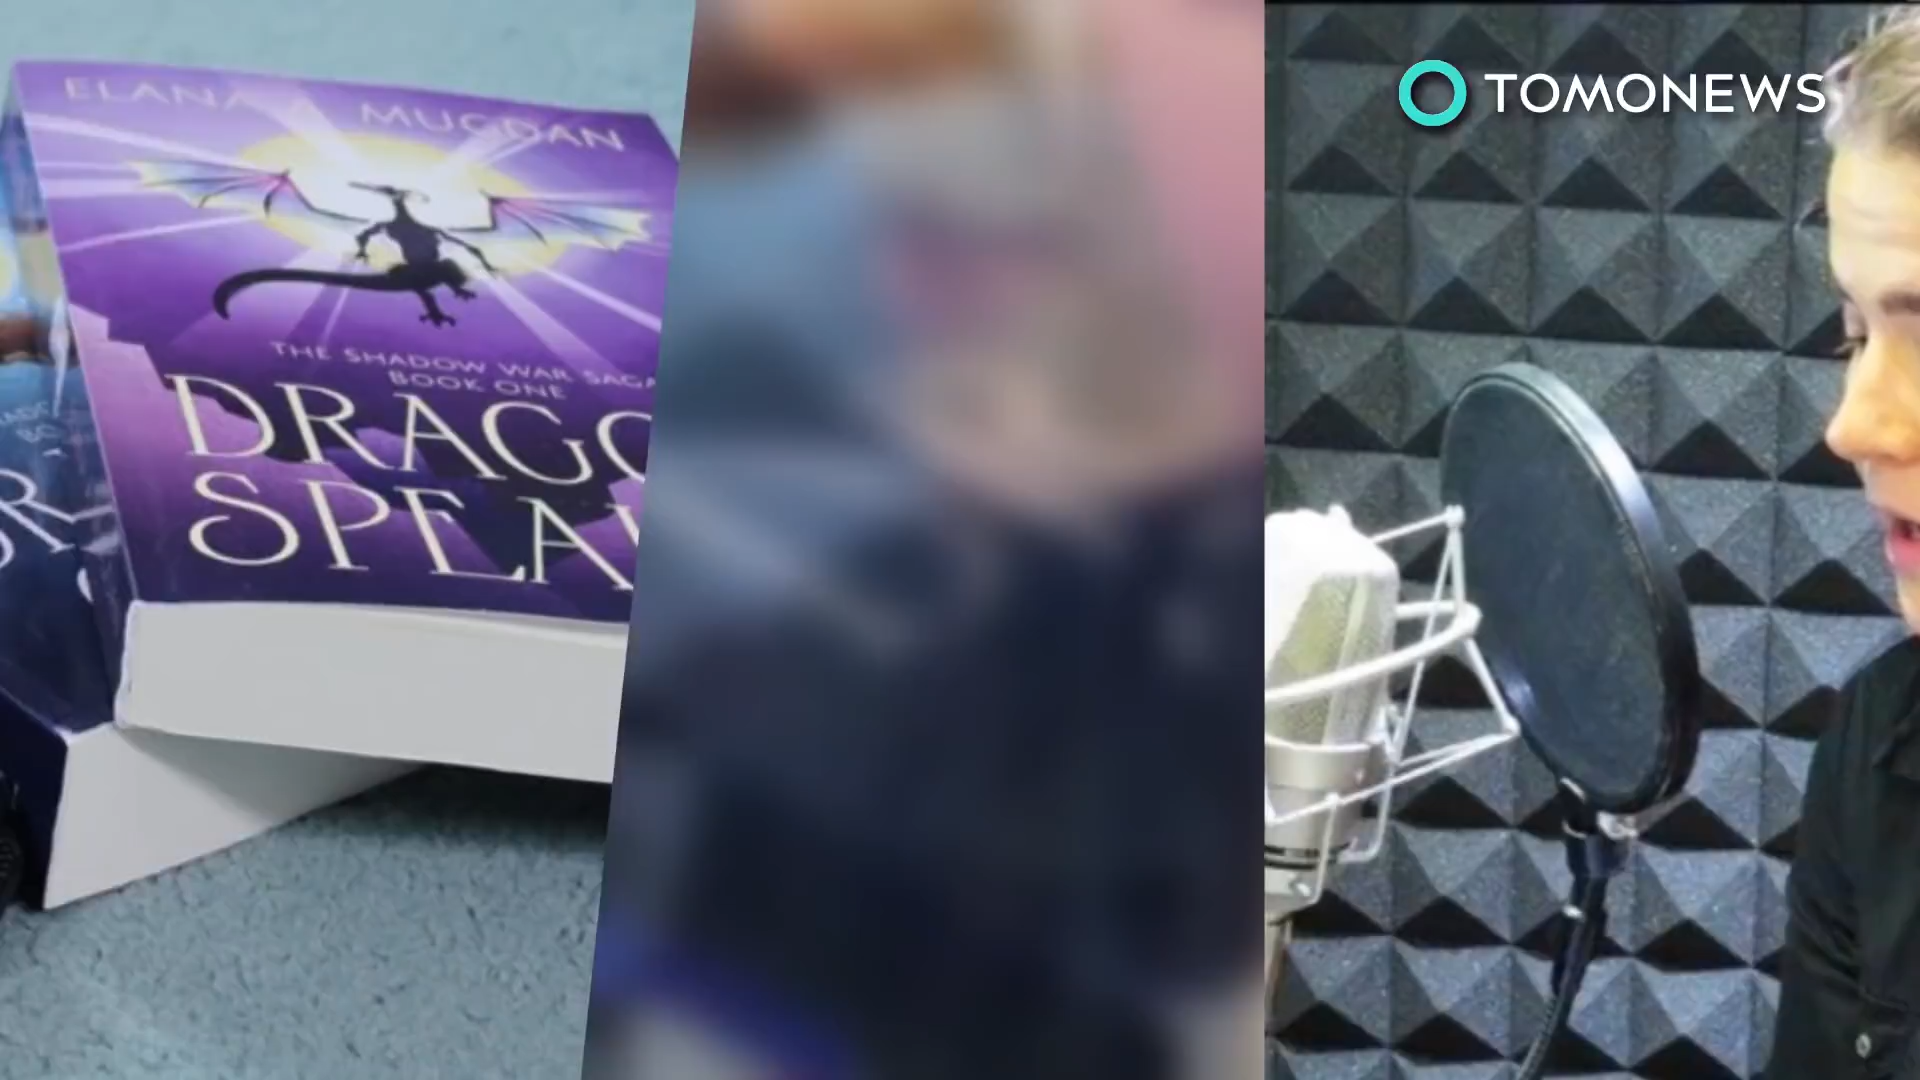 ELANA A. MUGDAN
THE SHADOW WAR SAGA
BOOK ONE
DRAGO
SPEA
TOMONEWS